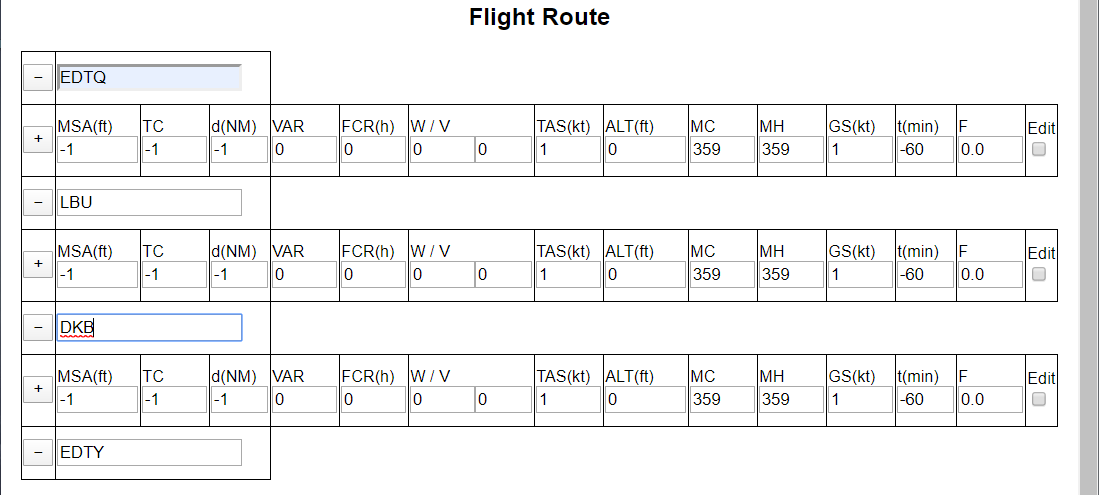 Flight Route
− EDTQ
MSA(ft) TC d(NM) VAR FCR(h) W / V TAS(kt) ALT(ft) MC MH GS(kt) t(min) F Edit
+ -1 -1 -1 0 0 0 0 1 0 359 359 1 -60 0.0
− LBU
MSA(ft) TC d(NM) VAR FCR(h) W / V TAS(kt) ALT(ft) MC MH GS(kt) t(min) F Edit
+ -1 -1 -1 0 0 0 0 1 0 359 359 1 -60 0.0
− DKB
MSA(ft) TC d(NM) VAR FCR(h) W / V TAS(kt) ALT(ft) MC MH GS(kt) t(min) F Edit
+ -1 -1 -1 0 0 0 0 1 0 359 359 1 -60 0.0
− EDTY